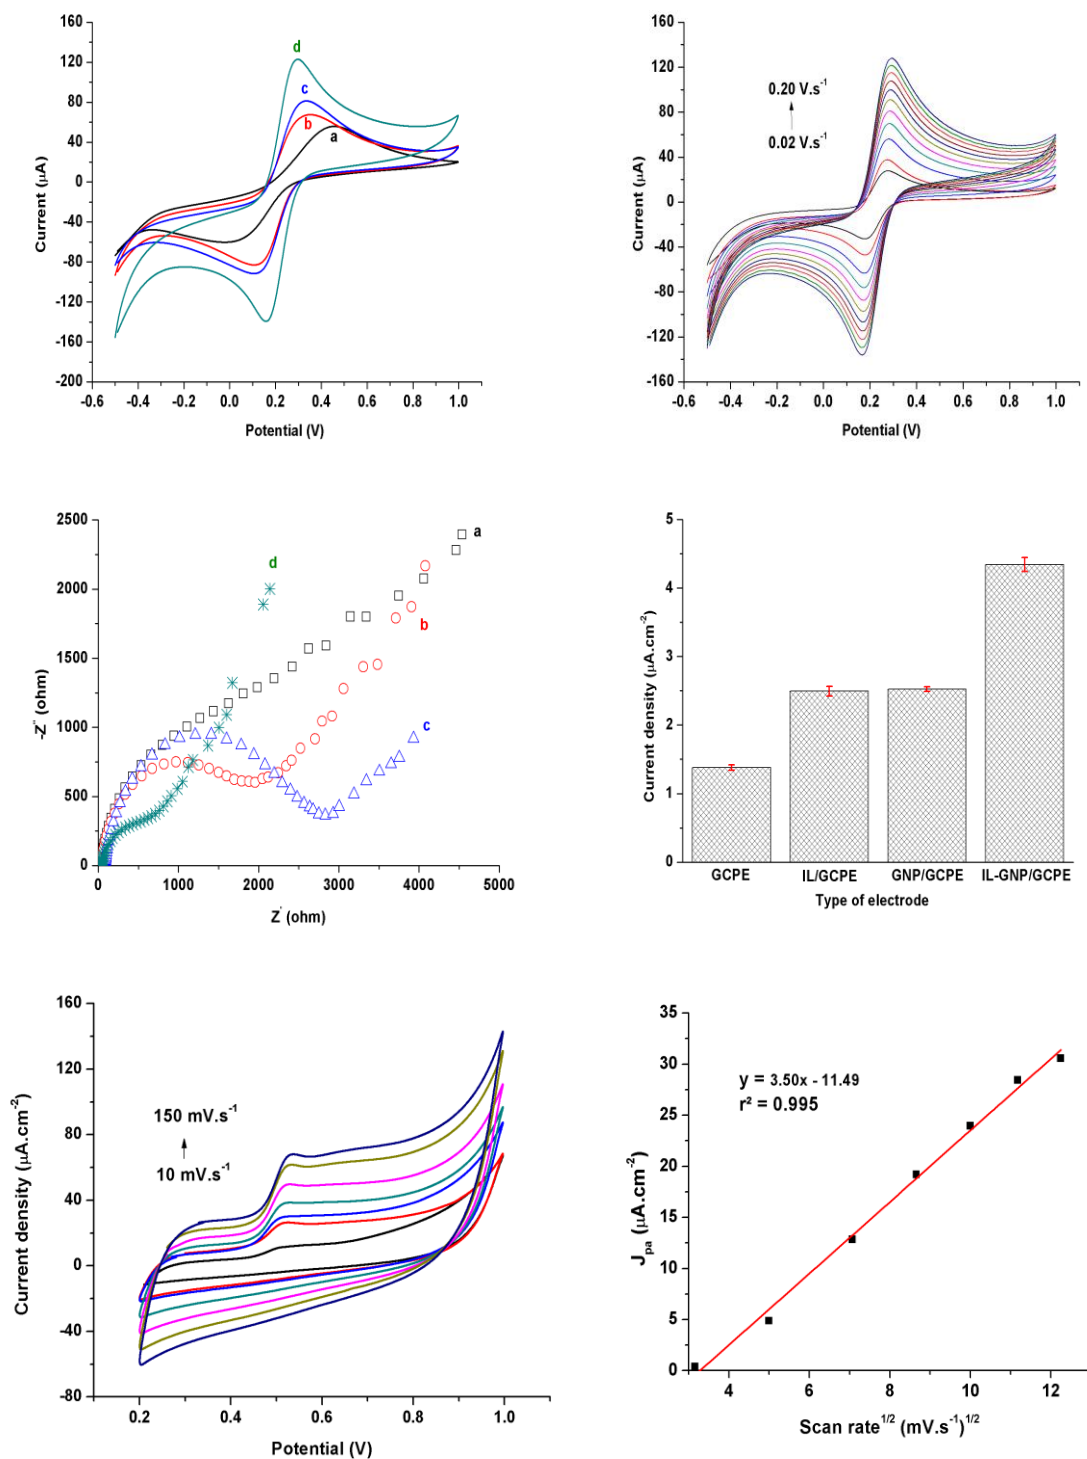 160
120
80
40
0
-40
-80
-120
-160
-200
Current (µA)
d
c
b
a
-0.6 -0.4 -0.2 0.0 0.2 0.4 0.6 0.8 1.0
Potential (V)
160
120
80
40
0
-40
-80
-120
-160
Current (µA)
0.20 V.s⁻¹
0.02 V.s⁻¹
-0.6 -0.4 -0.2 0.0 0.2 0.4 0.6 0.8 1.0
Potential (V)
2500
2000
1500
1000
500
0
-Z'' (ohm)
a
d
b
c
0 1000 2000 3000 4000 5000
Z' (ohm)
5
4
3
2
1
0
Current density (µA.cm⁻²)
GCPE IL/GCPE GNP/GCPE IL-GNP/GCPE
Type of electrode
160
120
80
40
0
-40
-80
Current density (µA.cm⁻²)
150 mV.s⁻¹
10 mV.s⁻¹
0.2 0.4 0.6 0.8 1.0
Potential (V)
35
30
25
20
15
10
5
0
J_pa (µA.cm⁻²)
y = 3.50x - 11.49
r² = 0.995
4 6 8 10 12
Scan rate^1/2 (mV.s⁻¹)^1/2